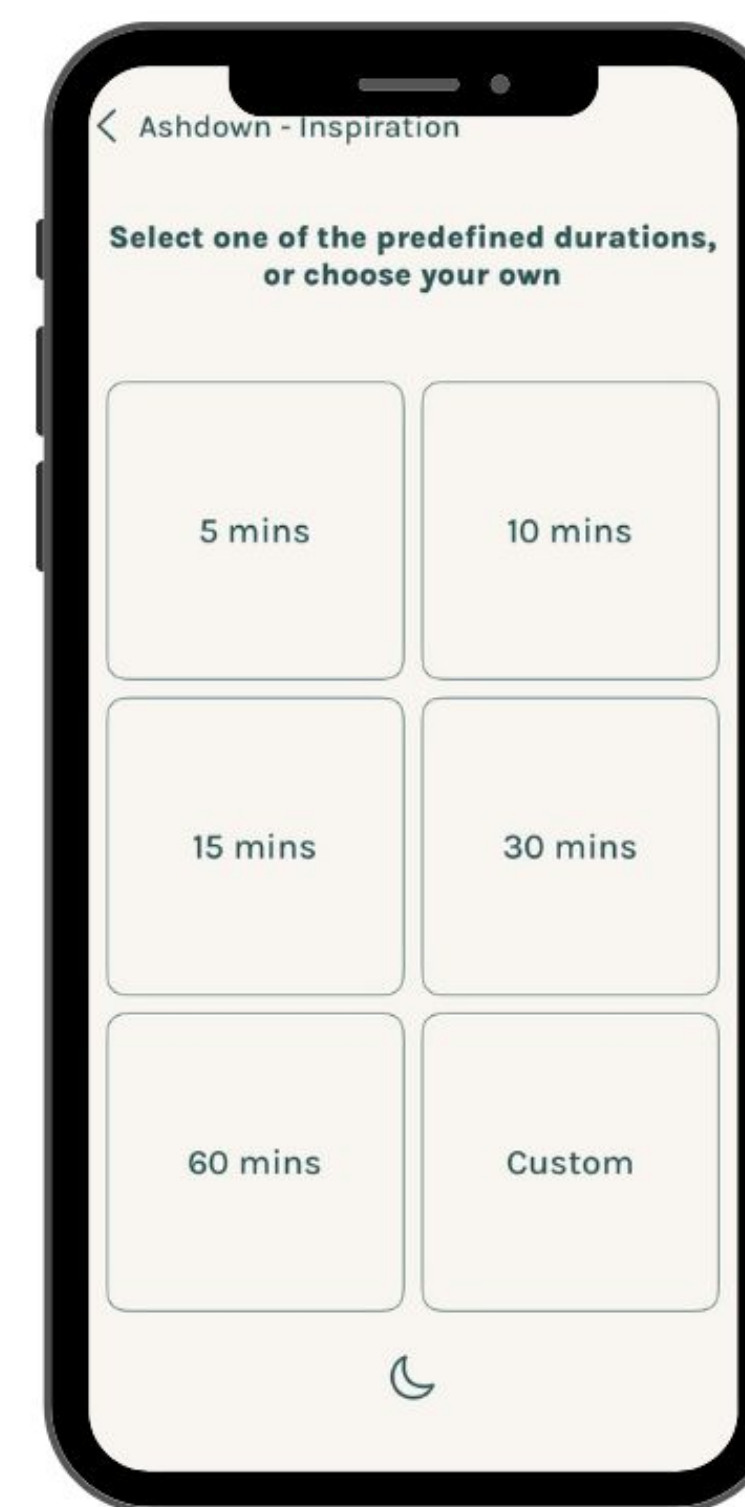 Ashdown - Inspiration
Select one of the predefined durations,
or choose your own
5 mins
10 mins
15 mins
30 mins
60 mins
Custom